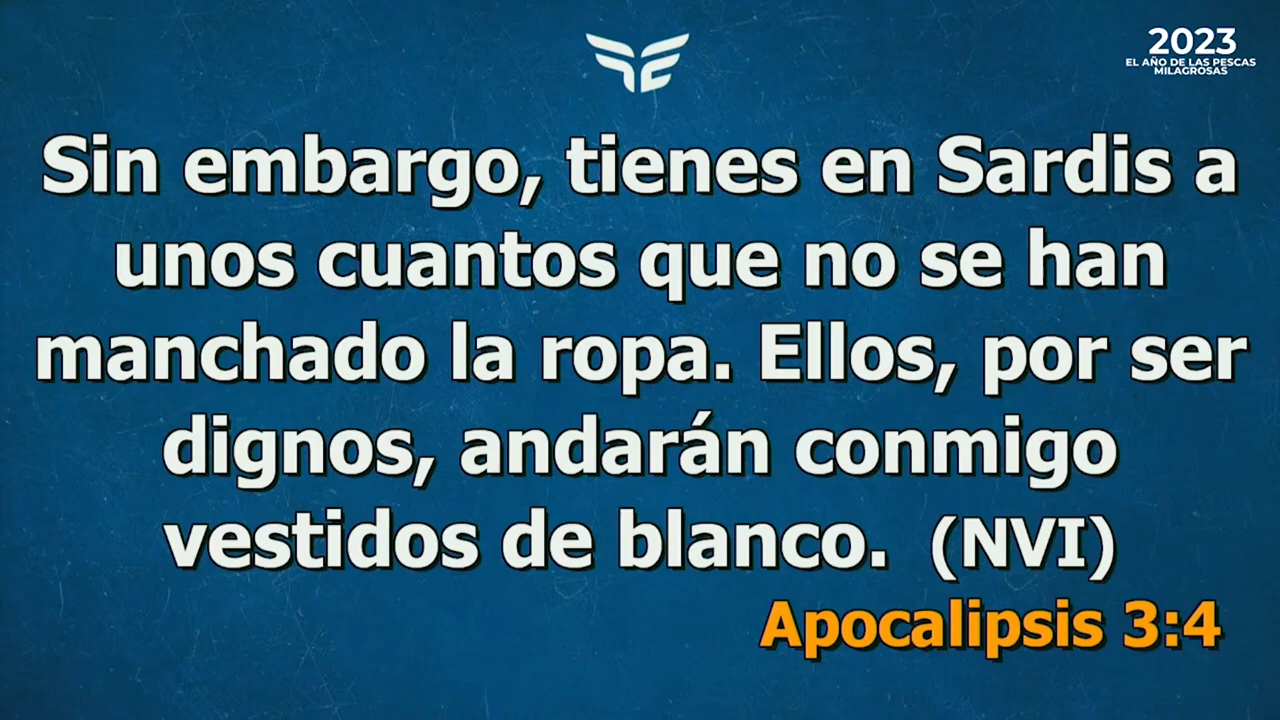 2023
EL AÑO DE LAS PESCAS
MILAGROSAS
Sin embargo, tienes en Sardis a
unos cuantos que no se han
manchado la ropa. Ellos, por ser
dignos, andarán conmigo
vestidos de blanco. (NVI)
Apocalipsis 3:4